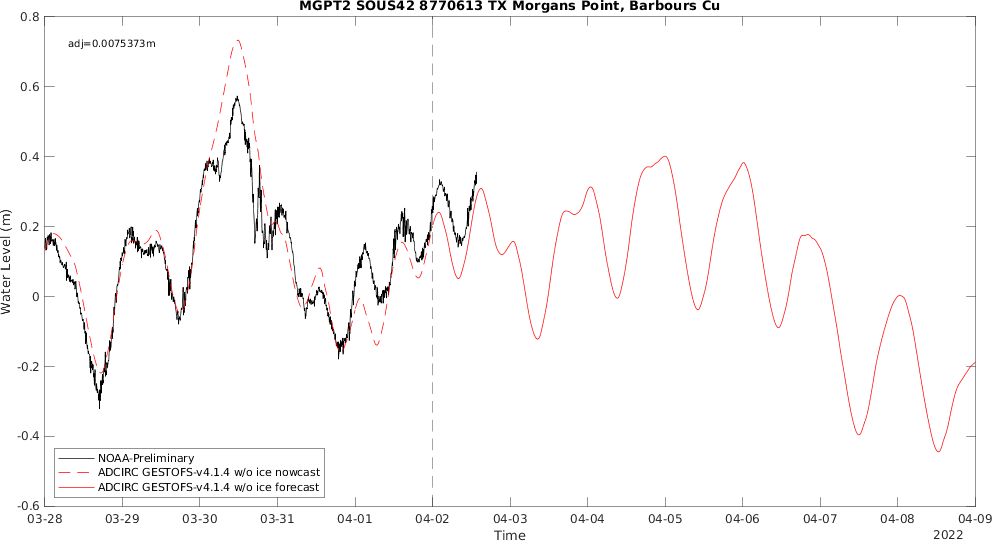 MGPT2 SOUS42 8770613 TX Morgans Point, Barbours Cu
adj=0.0075373m
0.8
0.6
0.4
0.2
0
-0.2
-0.4
-0.6
Water Level (m)
NOAA-Preliminary
ADCIRC GESTOFS-v4.1.4 w/o ice nowcast
ADCIRC GESTOFS-v4.1.4 w/o ice forecast
03-28 03-29 03-30 03-31 04-01 04-02 04-03 04-04 04-05 04-06 04-07 04-08 04-09
Time
2022